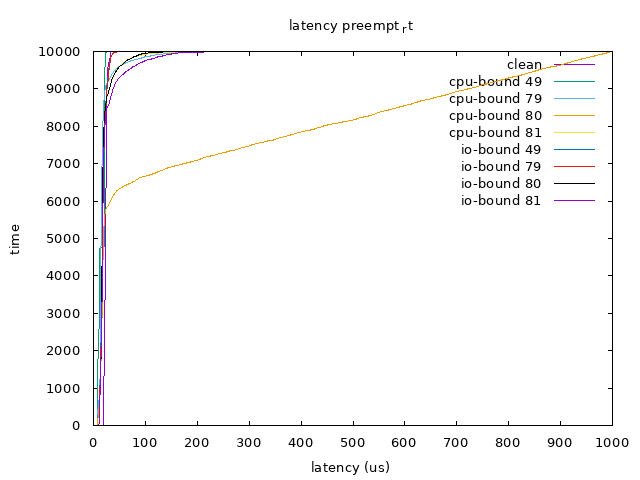 latency preempt_rt
10000
9000
8000
7000
6000
5000
4000
3000
2000
1000
0
time
clean
cpu-bound 49
cpu-bound 79
cpu-bound 80
cpu-bound 81
io-bound 49
io-bound 79
io-bound 80
io-bound 81
0 100 200 300 400 500 600 700 800 900 1000
latency (us)